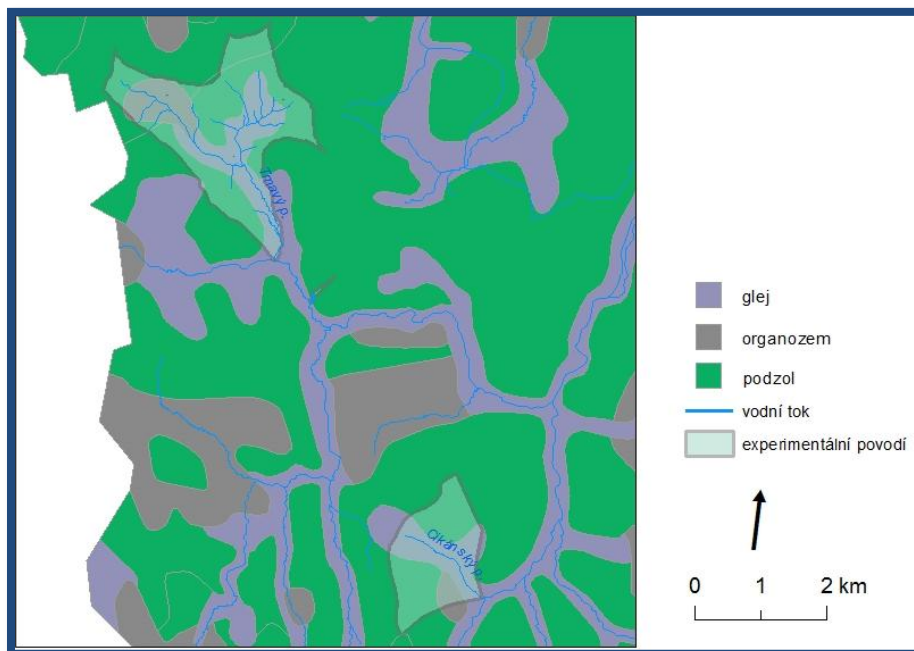 Tmavý p.
Cikánský p.
glej
organozem
podzol
vodní tok
experimentální povodí
0 1 2 km